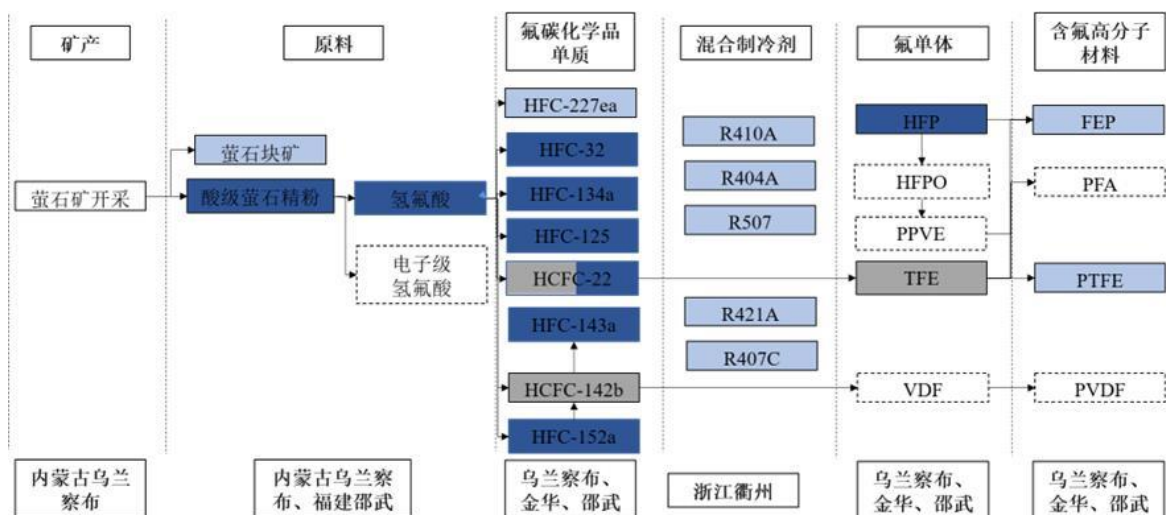 矿产
原料
氟碳化学品
单质
混合制冷剂
氟单体
含氟高分子
材料
HFC-227ea
R410A
HFP
FEP
萤石块矿
HFC-32
萤石矿开采
酸级萤石精粉
氢氟酸
HFC-134a
R404A
HFPO
PFA
HFC-125
R507
PPVE
电子级
氢氟酸
HCFC-22
TFE
PTFE
HFC-143a
R421A
R407C
HCFC-142b
VDF
PVDF
HFC-152a
内蒙古乌兰
察布
内蒙古乌兰察
布、福建邵武
乌兰察布、
金华、邵武
浙江衢州
乌兰察布、
金华、邵武
乌兰察布、
金华、邵武